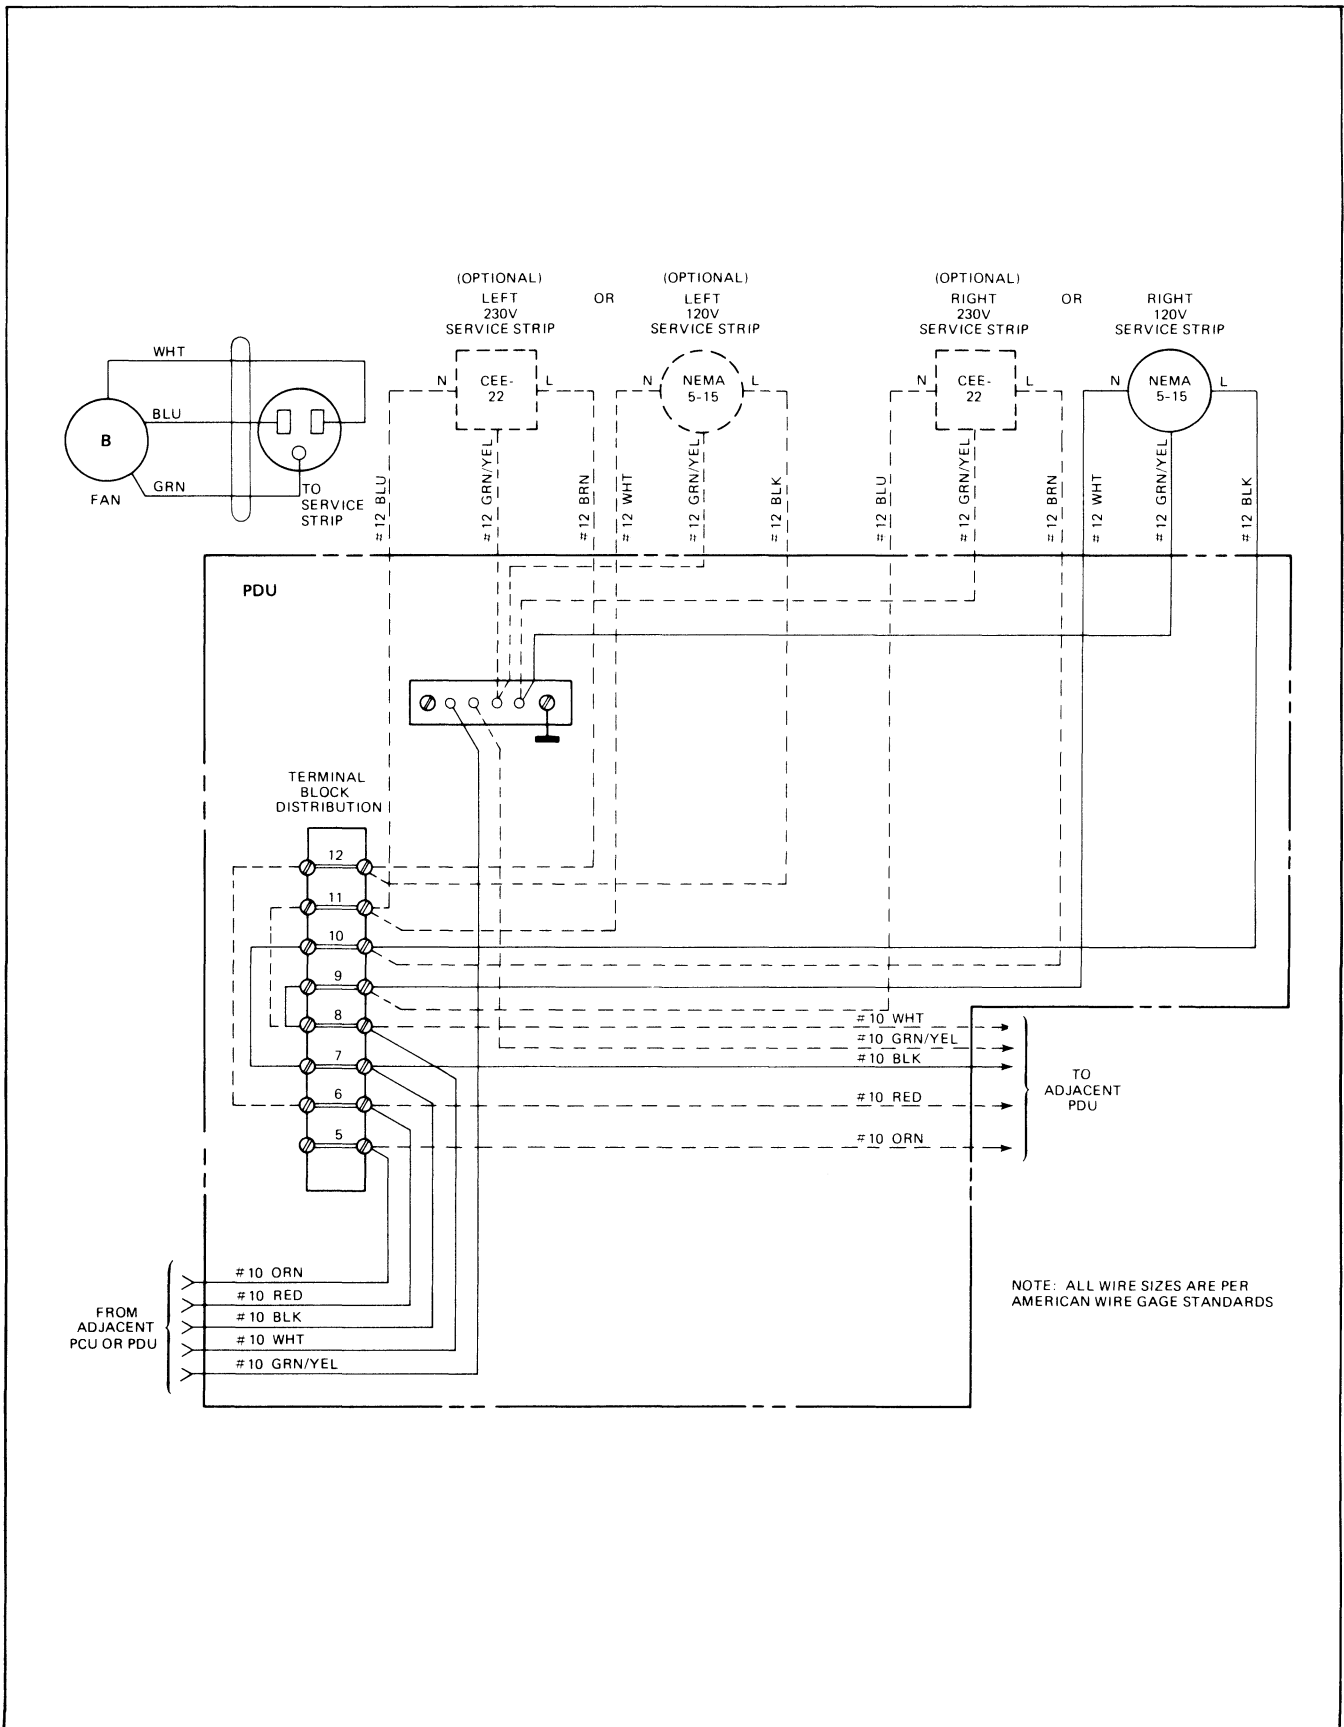 (OPTIONAL)
LEFT
230V
SERVICE STRIP
OR
(OPTIONAL)
LEFT
120V
SERVICE STRIP
(OPTIONAL)
RIGHT
230V
SERVICE STRIP
OR
RIGHT
120V
SERVICE STRIP
WHT
BLU
B
GRN
FAN
TO
SERVICE
STRIP
N
CEE-
22
L
N
NEMA
5-15
L
N
CEE-
22
L
N
NEMA
5-15
L
#12 BLU
#12 GRN/YEL
#12 BRN
#12 WHT
#12 GRN/YEL
#12 BLK
#12 BLU
#12 GRN/YEL
#12 BRN
#12 WHT
#12 GRN/YEL
#12 BLK
PDU
TERMINAL
BLOCK
DISTRIBUTION
12
11
10
9
8
7
6
5
#10 WHT
#10 GRN/YEL
#10 BLK
#10 RED
#10 ORN
TO
ADJACENT
PDU
#10 ORN
#10 RED
#10 BLK
#10 WHT
#10 GRN/YEL
FROM
ADJACENT
PCU OR PDU
NOTE: ALL WIRE SIZES ARE PER
AMERICAN WIRE GAGE STANDARDS